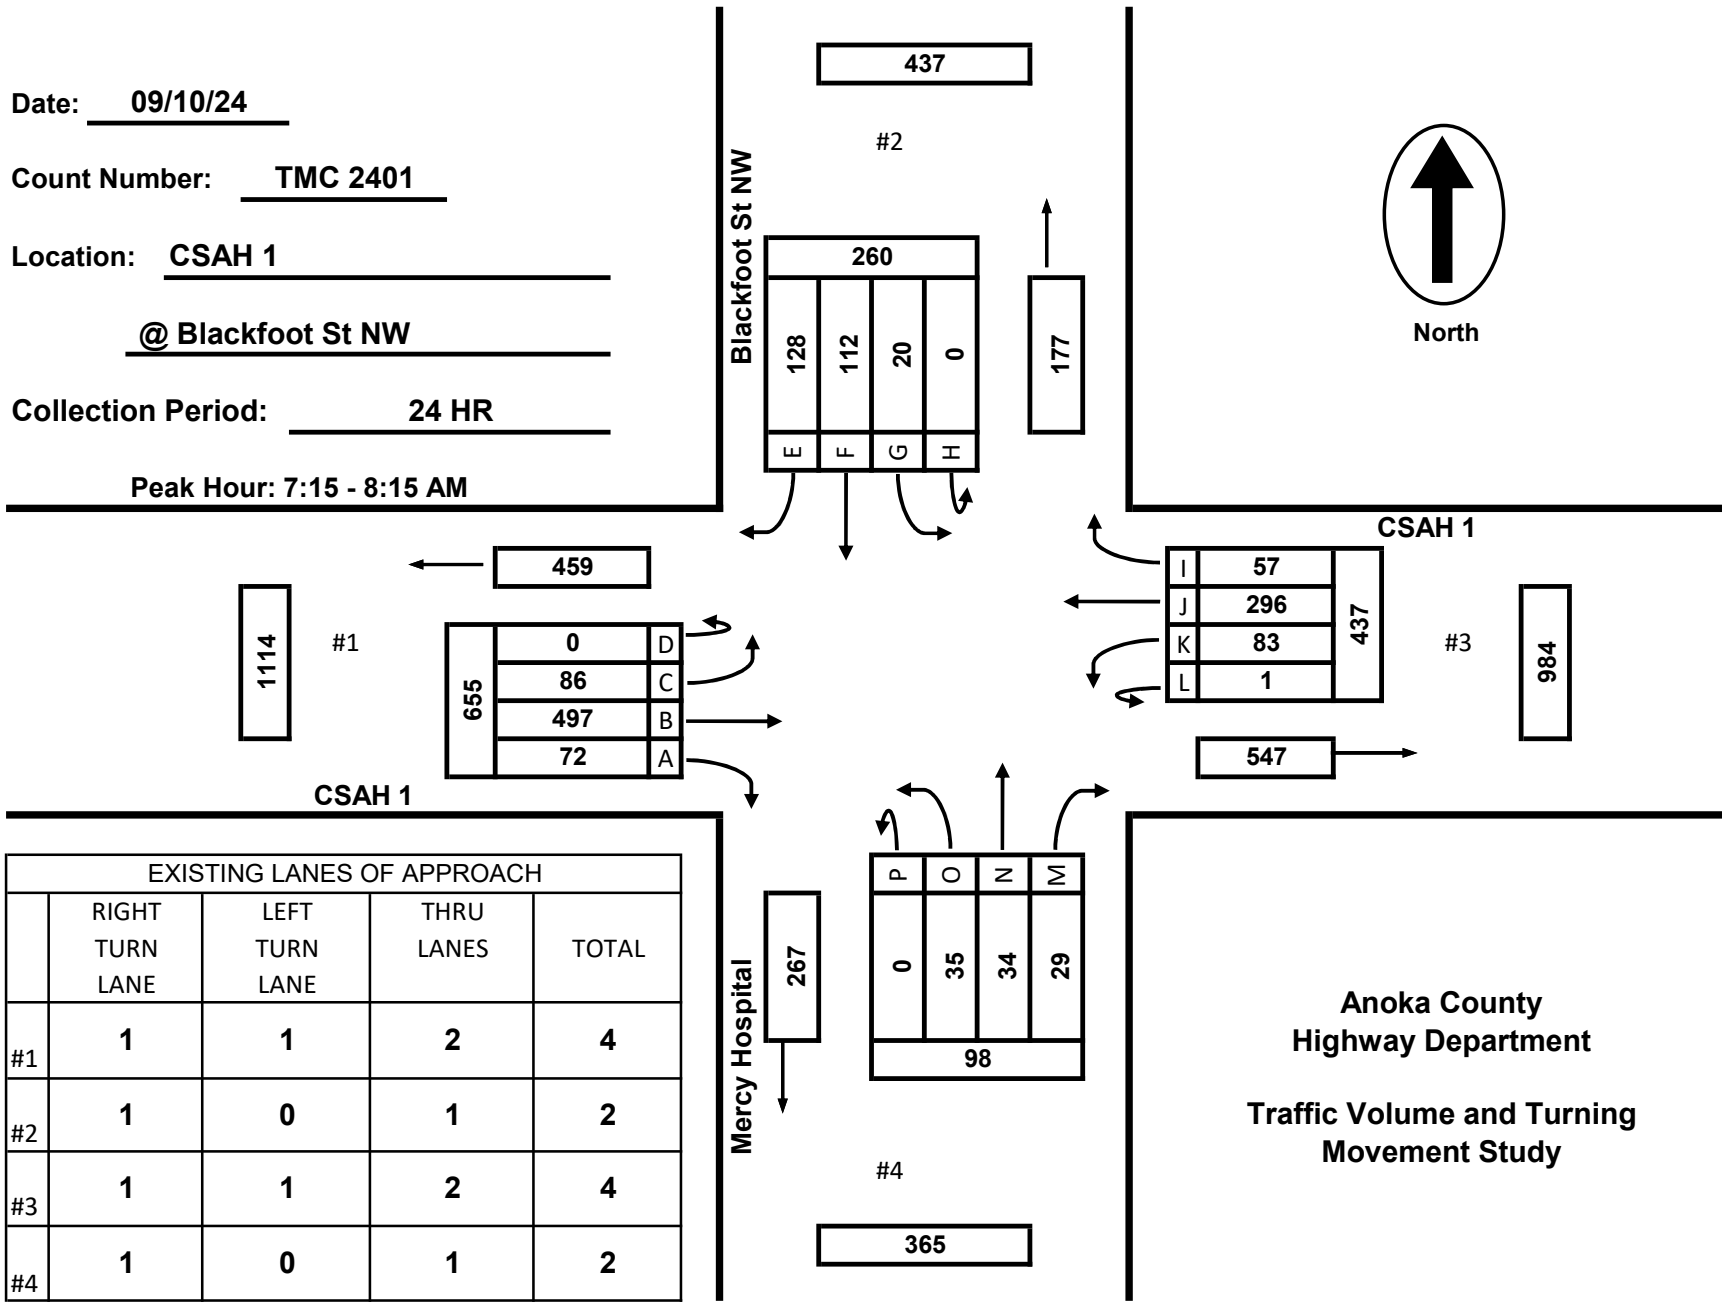 Date: 09/10/24
Count Number: TMC 2401
Location: CSAH 1
@ Blackfoot St NW
Collection Period: 24 HR
Peak Hour: 7:15 - 8:15 AM
437
#2
Blackfoot St NW
260
128 112 20 0
E F G H
177
North
CSAH 1
459
1114
#1
655
0 D
86 C
497 B
72 A
CSAH 1
I 57
J 296
K 83
L 1
437
#3
984
547
EXISTING LANES OF APPROACH
RIGHT LEFT THRU
TURN TURN LANES TOTAL
LANE LANE
#1 1 1 2 4
#2 1 0 1 2
#3 1 1 2 4
#4 1 0 1 2
Mercy Hospital
267
P O N M
0 35 34 29
98
#4
365
Anoka County
Highway Department
Traffic Volume and Turning
Movement Study